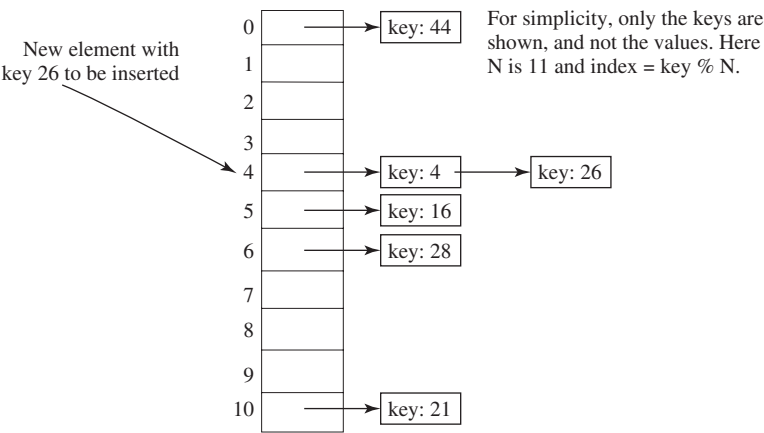 New element with
key 26 to be inserted
0
1
2
3
4
5
6
7
8
9
10
key: 44
key: 4
key: 26
key: 16
key: 28
key: 21
For simplicity, only the keys are
shown, and not the values. Here
N is 11 and index = key % N.